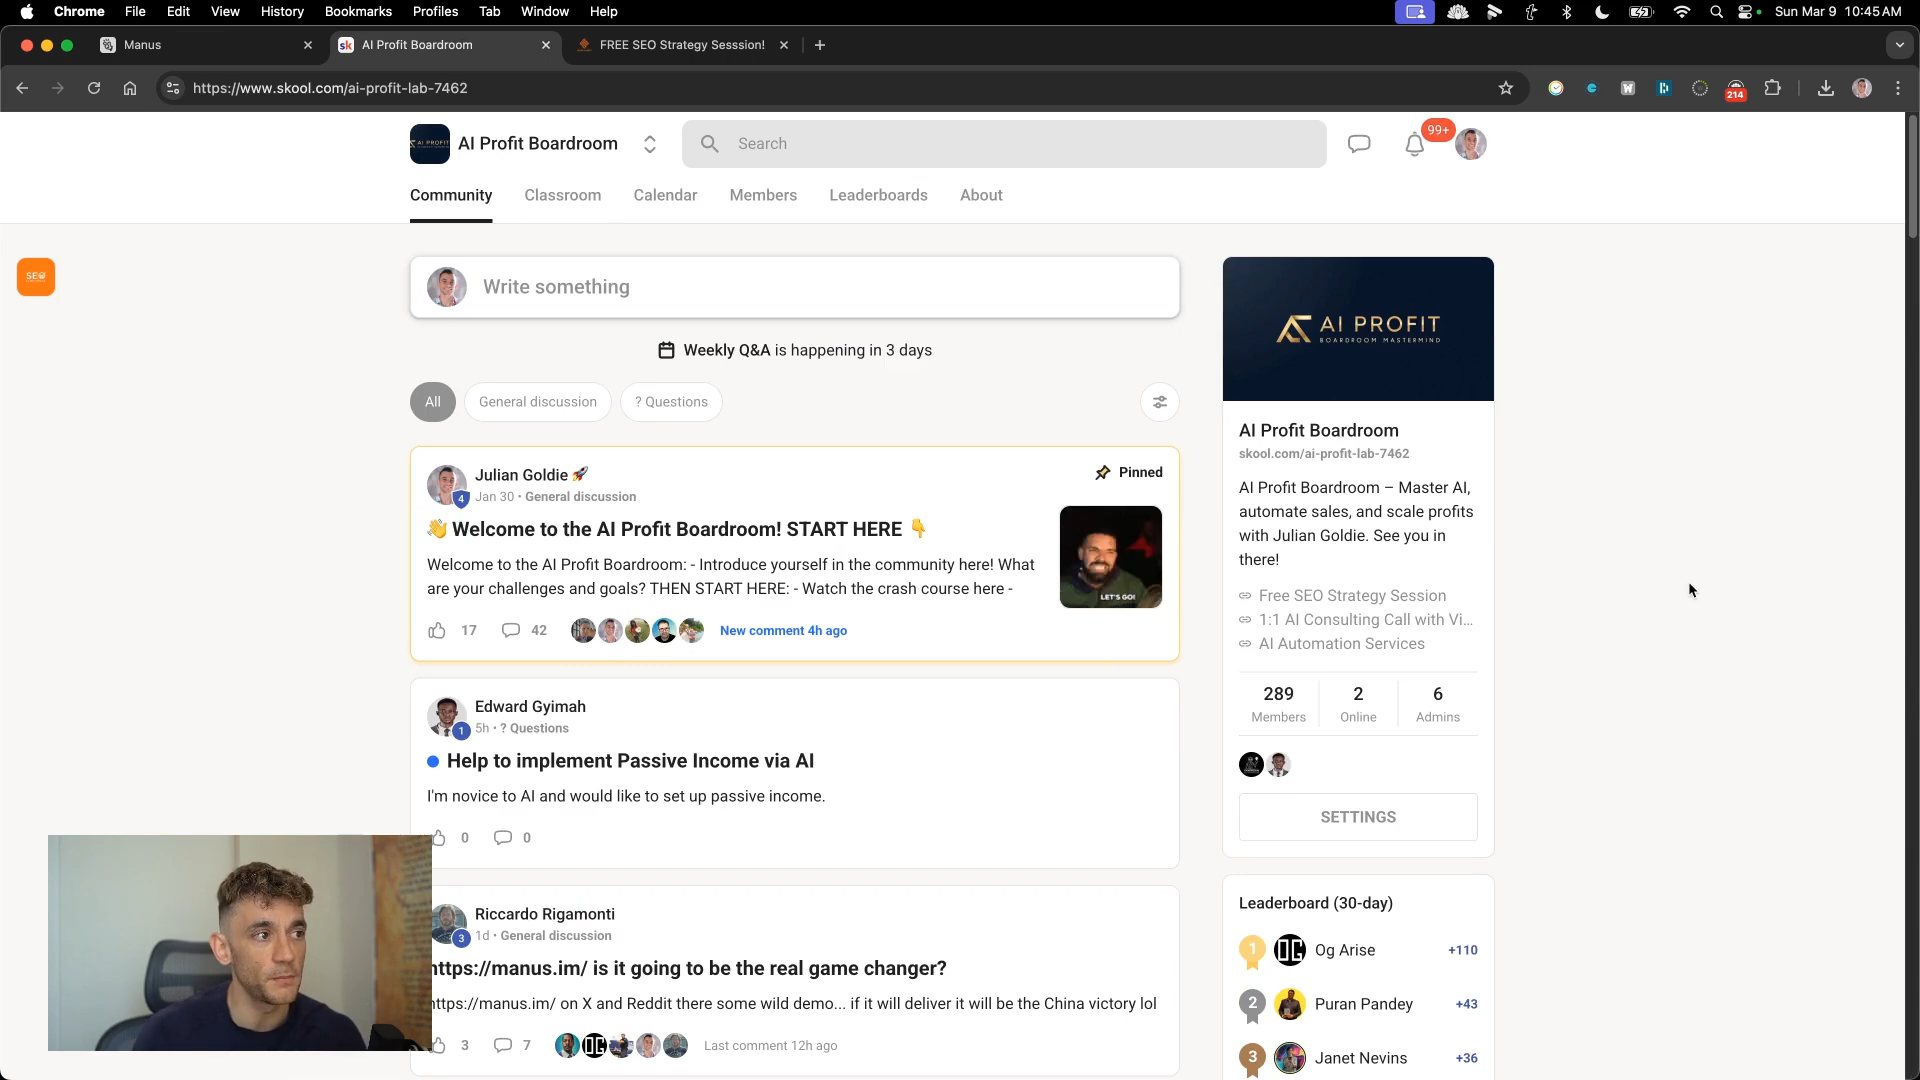 Chrome File Edit View History Bookmarks Profiles Tab Window Help Sun Mar 9 10:45 AM
Manus AI Profit Boardroom FREE SEO Strategy Sesssion!
sk
https://www.skool.com/ai-profit-lab-7462
214
AI Profit Boardroom Search 99+
Community Classroom Calendar Members Leaderboards About
SEO
Write something
Weekly Q&A is happening in 3 days
All General discussion ? Questions
Julian Goldie 🚀 Pinned
4 Jan 30 • General discussion
👋 Welcome to the AI Profit Boardroom! START HERE 👇
Welcome to the AI Profit Boardroom: - Introduce yourself in the community here! What
are your challenges and goals? THEN START HERE: - Watch the crash course here -
LET'S GO!
17 42 New comment 4h ago
Edward Gyimah
1 5h • ? Questions
Help to implement Passive Income via AI
I'm novice to AI and would like to set up passive income.
0 0
Riccardo Rigamonti
3 1d • General discussion
https://manus.im/ is it going to be the real game changer?
https://manus.im/ on X and Reddit there some wild demo... if it will deliver it will be the China victory lol
3 7 Last comment 12h ago
AI PROFIT
BOARDROOM MASTERMIND
AI Profit Boardroom
skool.com/ai-profit-lab-7462
AI Profit Boardroom – Master AI,
automate sales, and scale profits
with Julian Goldie. See you in
there!
Free SEO Strategy Session
1:1 AI Consulting Call with Vi...
AI Automation Services
289 2 6
Members Online Admins
SETTINGS
Leaderboard (30-day)
1 OG Og Arise +110
2 Puran Pandey +43
3 Janet Nevins +36